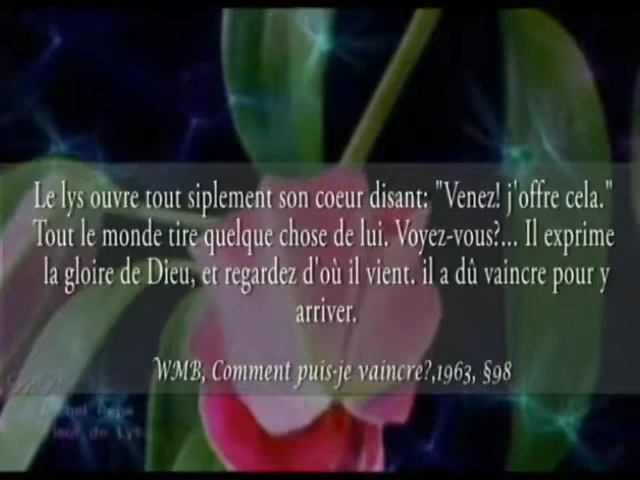 Le lys ouvre tout siplement son coeur disant: "Venez! j'offre cela."
Tout le monde tire quelque chose de lui. Voyez-vous?... Il exprime
la gloire de Dieu, et regardez d'où il vient. il a dû vaincre pour y
arriver.
WMB, Comment puis-je vaincre?,1963, §98
de Lys